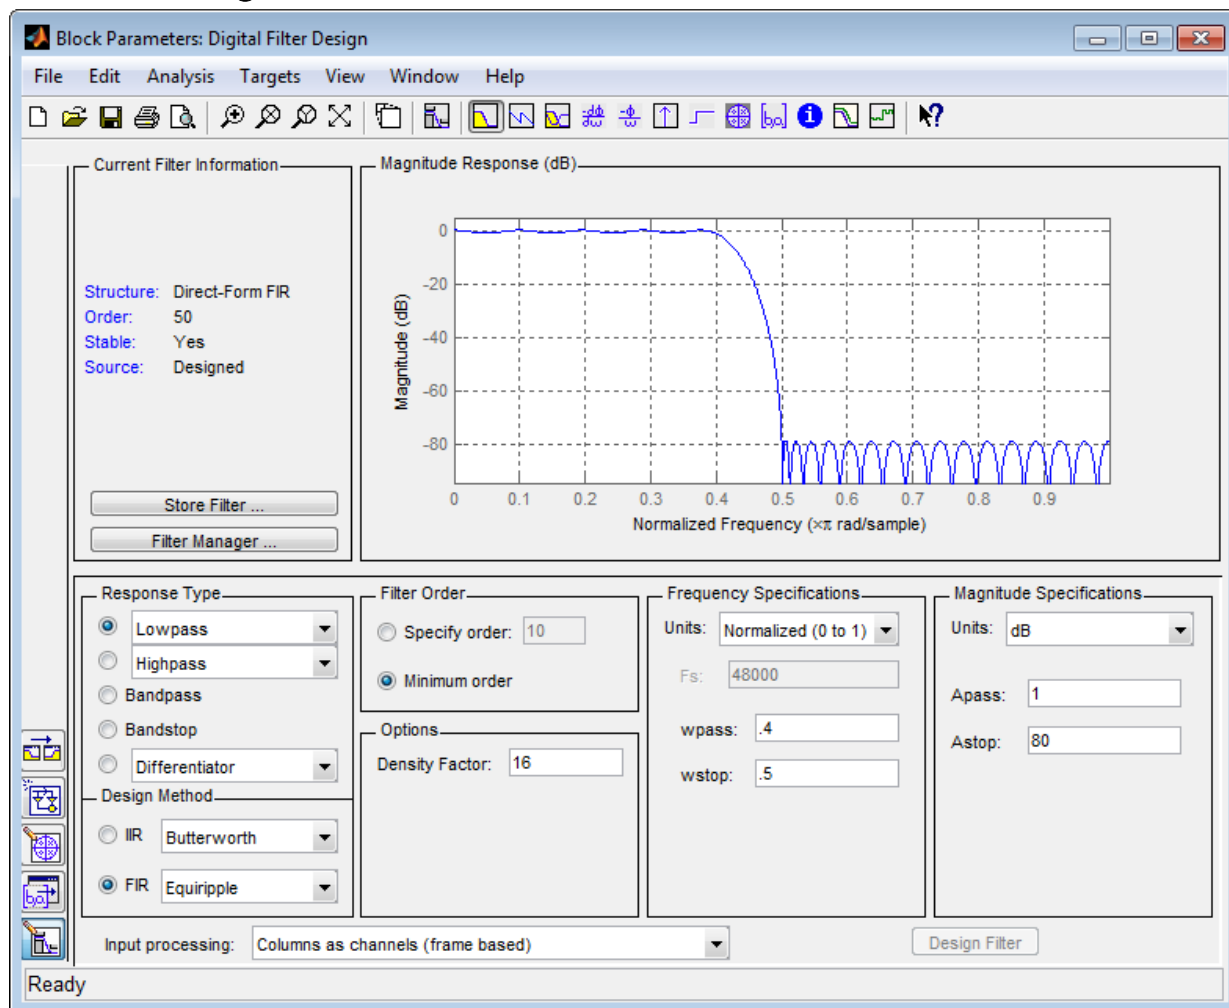 Block Parameters: Digital Filter Design
File Edit Analysis Targets View Window Help
Current Filter Information
Structure: Direct-Form FIR
Order: 50
Stable: Yes
Source: Designed
Store Filter ...
Filter Manager ...
Magnitude Response (dB)
0
-20
-40
-60
-80
Magnitude (dB)
0 0.1 0.2 0.3 0.4 0.5 0.6 0.7 0.8 0.9
Normalized Frequency (×π rad/sample)
Response Type
Lowpass
Highpass
Bandpass
Bandstop
Differentiator
Design Method
IIR Butterworth
FIR Equiripple
Filter Order
Specify order: 10
Minimum order
Options
Density Factor: 16
Frequency Specifications
Units: Normalized (0 to 1)
Fs: 48000
wpass: .4
wstop: .5
Magnitude Specifications
Units: dB
Apass: 1
Astop: 80
Input processing: Columns as channels (frame based)
Design Filter
Ready